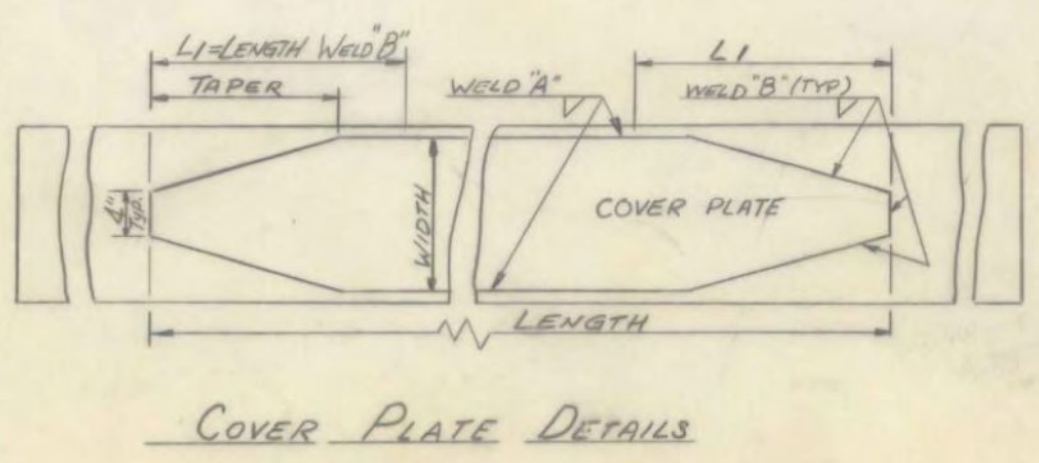 L1=LENGTH WELD "B"
L1
TAPER
WELD "A"
WELD "B" (TYP)
4"
TYP.
WIDTH
COVER PLATE
LENGTH
COVER PLATE DETAILS